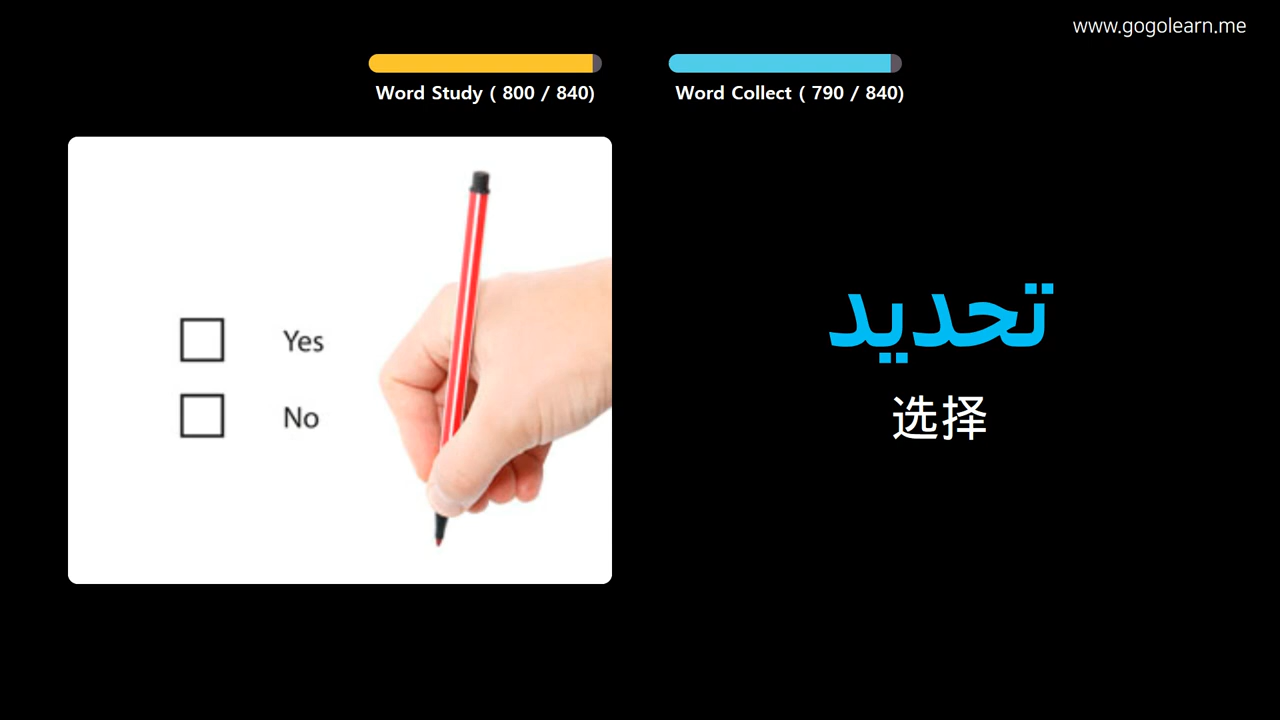 www.gogolearn.me
Word Study ( 800 / 840)
Word Collect ( 790 / 840)
Yes
No
تحديد
选择